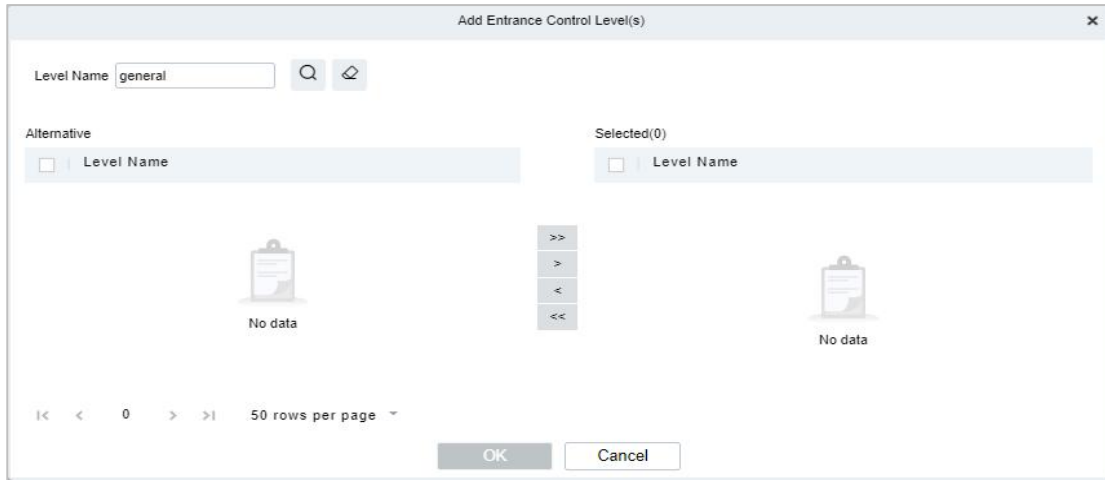 Add Entrance Control Level(s)
Level Name general
Alternative
Selected(0)
Level Name
Level Name
>>
>
<
<<
No data
No data
|< < 0 > >| 50 rows per page
OK Cancel